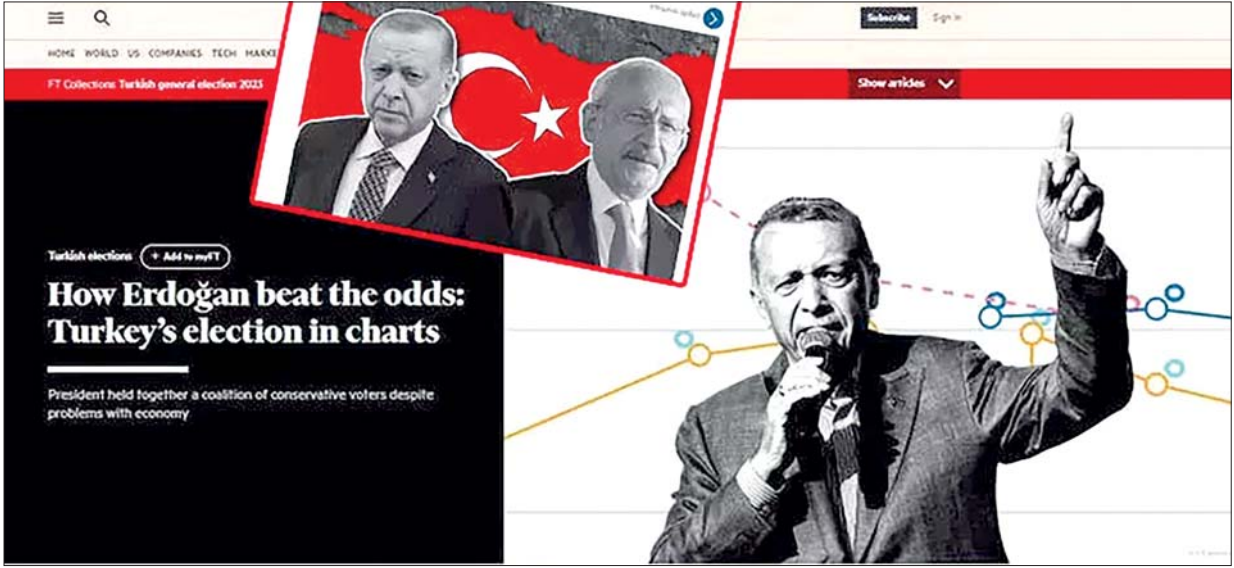 Subscribe
Sign in
HOME WORLD US COMPANIES TECH
FT Collections Turkish general election 2023
Show articles
Turkish elections
+ Add to myFT
How Erdoğan beat the odds:
Turkey's election in charts
President held together a coalition of conservative voters despite
problems with economy